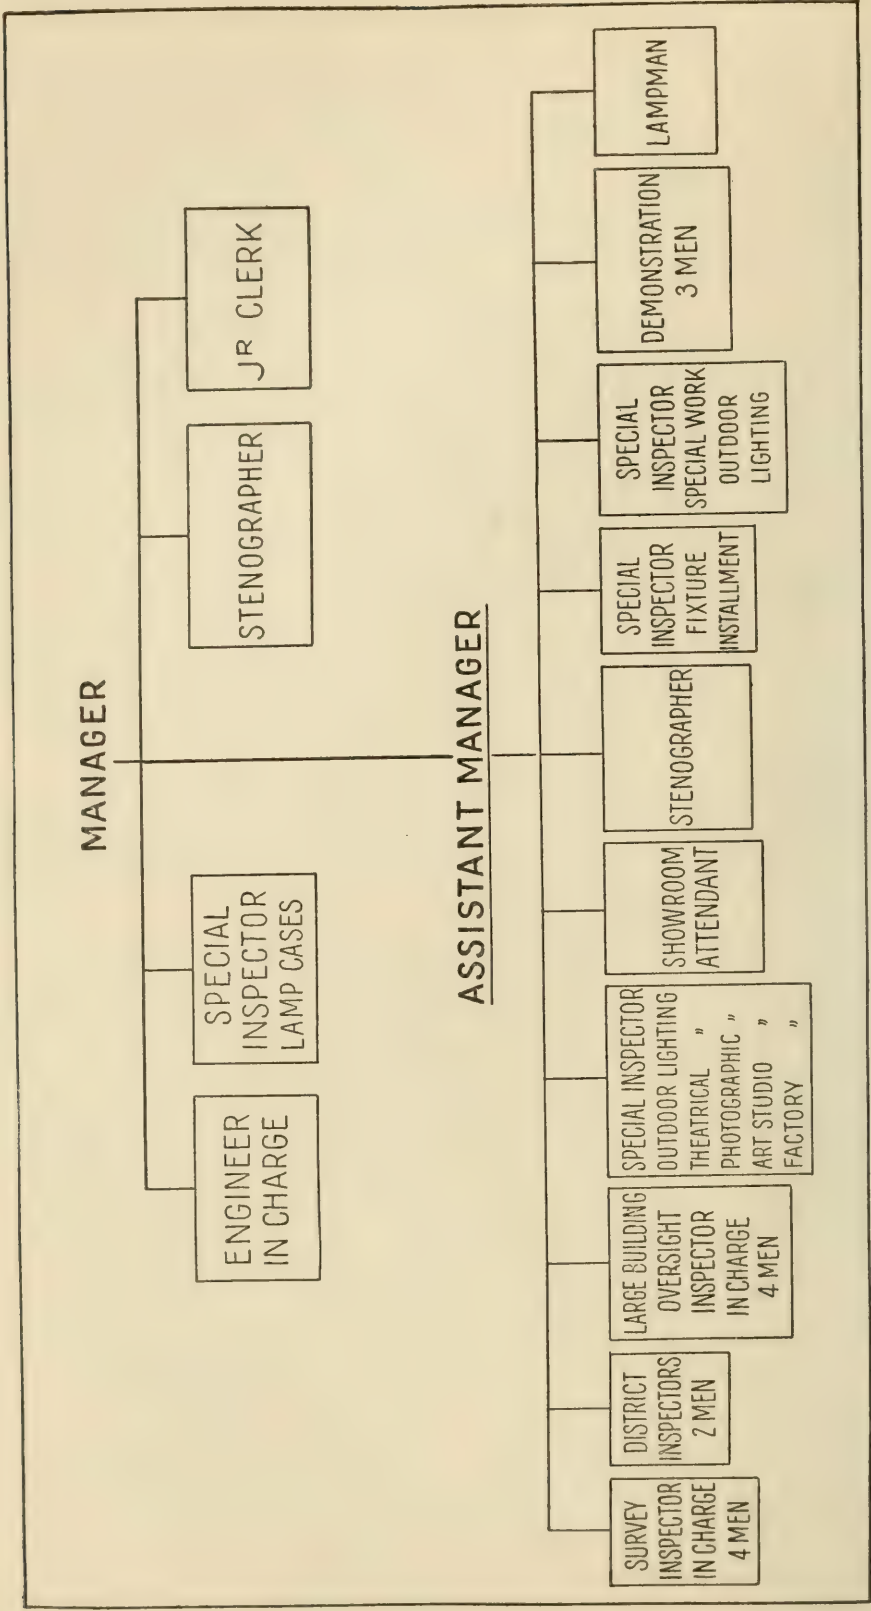 MANAGER
ENGINEER
IN CHARGE
SPECIAL
INSPECTOR
LAMP CASES
STENOGRAPHER
JR CLERK
ASSISTANT MANAGER
SURVEY
INSPECTOR
IN CHARGE
4 MEN
DISTRICT
INSPECTORS
2 MEN
LARGE BUILDING
OVERSIGHT
INSPECTOR
IN CHARGE
4 MEN
SPECIAL INSPECTOR
OUTDOOR LIGHTING
THEATRICAL "
PHOTOGRAPHIC "
ART STUDIO "
FACTORY "
SHOWROOM
ATTENDANT
STENOGRAPHER
SPECIAL
INSPECTOR
FIXTURE
INSTALLMENT
SPECIAL
INSPECTOR
SPECIAL WORK
OUTDOOR
LIGHTING
DEMONSTRATION
3 MEN
LAMPMAN